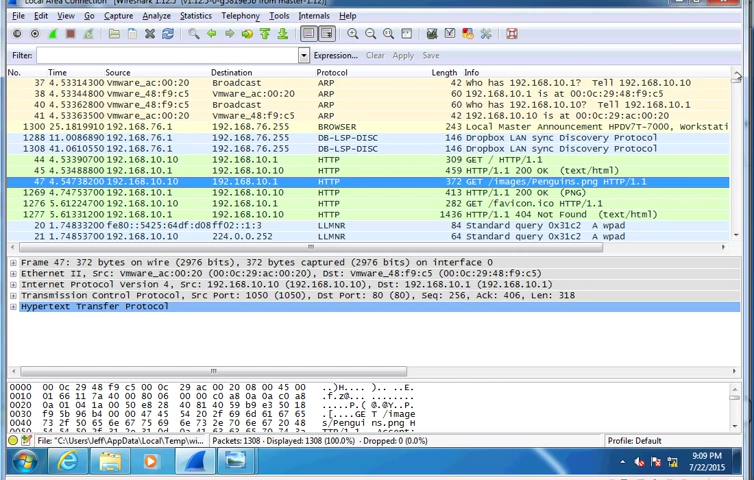 Local Area Connection [Wireshark 1.12.
File Edit View Go Capture Analyze Statistics Telephony Tools Internals Help
Filter: Expression... Clear Apply Save
No. Time Source Destination Protocol Length Info
37 4.53314300 Vmware_ac:00:20 Broadcast ARP 42 Who has 192.168.10.1? Tell 192.168.10.10
38 4.53344800 Vmware_48:f9:c5 Vmware_ac:00:20 ARP 60 192.168.10.1 is at 00:0c:29:48:f9:c5
40 4.53362800 Vmware_48:f9:c5 Broadcast ARP 60 Who has 192.168.10.10? Tell 192.168.10.1
41 4.53363500 Vmware_ac:00:20 Vmware_48:f9:c5 ARP 42 192.168.10.10 is at 00:0c:29:ac:00:20
1300 25.1819910 192.168.76.1 192.168.76.255 BROWSER 243 Local Master Announcement HPDV7T-7000, Workstati
1288 11.0086890 192.168.76.1 192.168.76.255 DB-LSP-DISC 146 Dropbox LAN sync Discovery Protocol
1308 41.0610550 192.168.76.1 192.168.76.255 DB-LSP-DISC 146 Dropbox LAN sync Discovery Protocol
44 4.53390700 192.168.10.10 192.168.10.1 HTTP 309 GET / HTTP/1.1
45 4.53488800 192.168.10.1 192.168.10.10 HTTP 459 HTTP/1.1 200 OK (text/html)
47 4.54738200 192.168.10.10 192.168.10.1 HTTP 372 GET /images/Penguins.png HTTP/1.1
1269 4.74753700 192.168.10.1 192.168.10.10 HTTP 413 HTTP/1.1 200 OK (PNG)
1276 5.61224700 192.168.10.10 192.168.10.1 HTTP 282 GET /favicon.ico HTTP/1.1
1277 5.61331200 192.168.10.1 192.168.10.10 HTTP 1436 HTTP/1.1 404 Not Found (text/html)
20 1.74833200 fe80::5425:64df:d08 ff02::1:3 LLMNR 84 Standard query 0x31c2 A wpad
21 1.74835700 192.168.10.10 224.0.0.252 LLMNR 64 Standard query 0x31c2 A wpad
Frame 47: 372 bytes on wire (2976 bits), 372 bytes captured (2976 bits) on interface 0
Ethernet II, Src: Vmware_ac:00:20 (00:0c:29:ac:00:20), Dst: Vmware_48:f9:c5 (00:0c:29:48:f9:c5)
Internet Protocol Version 4, Src: 192.168.10.10 (192.168.10.10), Dst: 192.168.10.1 (192.168.10.1)
Transmission Control Protocol, Src Port: 1050 (1050), Dst Port: 80 (80), Seq: 256, Ack: 406, Len: 318
Hypertext Transfer Protocol
0000 00 0c 29 48 f9 c5 00 0c 29 ac 00 20 08 00 45 00 ..)H.... ).. ..E.
0010 01 66 11 7a 40 00 80 06 00 00 c0 a8 0a 0a c0 a8 .f.z@... ........
0020 0a 01 04 1a 00 50 e8 28 40 81 40 59 b9 e3 50 18 .....P.( @.@Y..P.
0030 f9 5b 96 b4 00 00 47 45 54 20 2f 69 6d 61 67 65 .[....GE T /image
0040 73 2f 50 65 6e 67 75 69 6e 73 2e 70 6e 67 20 48 s/Pengui ns.png H
File: "C:\Users\Jeff\AppData\Local\Temp\wi... Packets: 1308 · Displayed: 1308 (100.0%) · Dropped: 0 (0.0%) Profile: Default
9:09 PM
7/22/2015